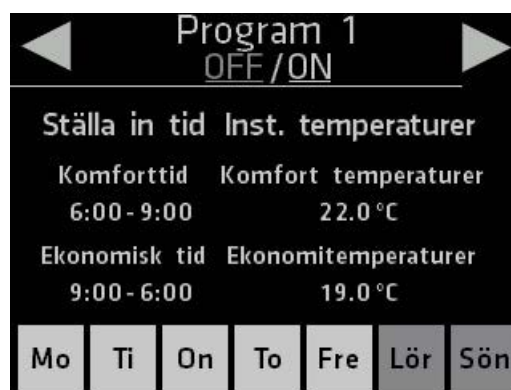 Program 1
OFF/ON
Ställa in tid Inst. temperaturer
Komforttid Komfort temperaturer
6:00-9:00 22.0°C
Ekonomisk tid Ekonomitemperaturer
9:00-6:00 19.0°C
Mo Ti On To Fre Lör Sön